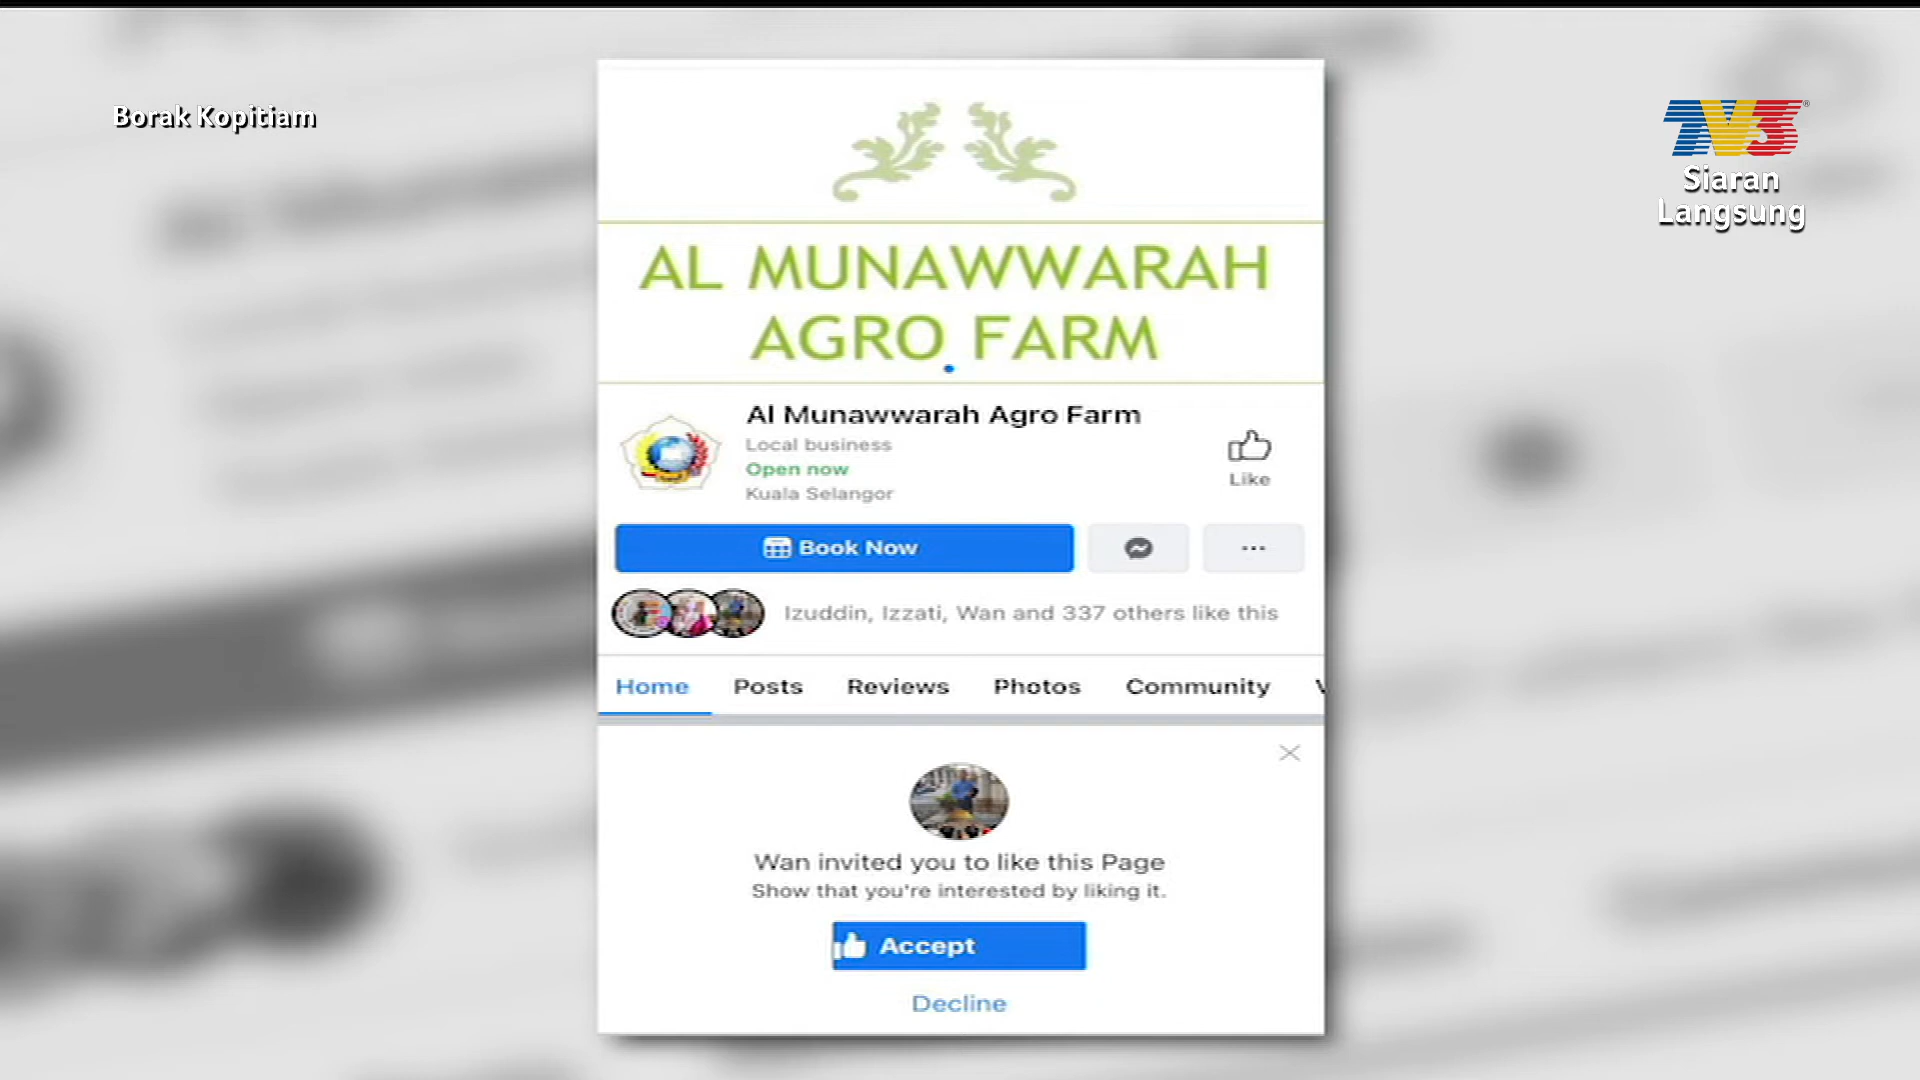 Borak Kopitiam
TV3
Siaran
Langsung
AL MUNAWWARAH
AGRO FARM
Al Munawwarah Agro Farm
Local business
Open now
Kuala Selangor
Like
Book Now
Izuddin, Izzati, Wan and 337 others like this
Home Posts Reviews Photos Community
Wan invited you to like this Page
Show that you're interested by liking it.
Accept
Decline